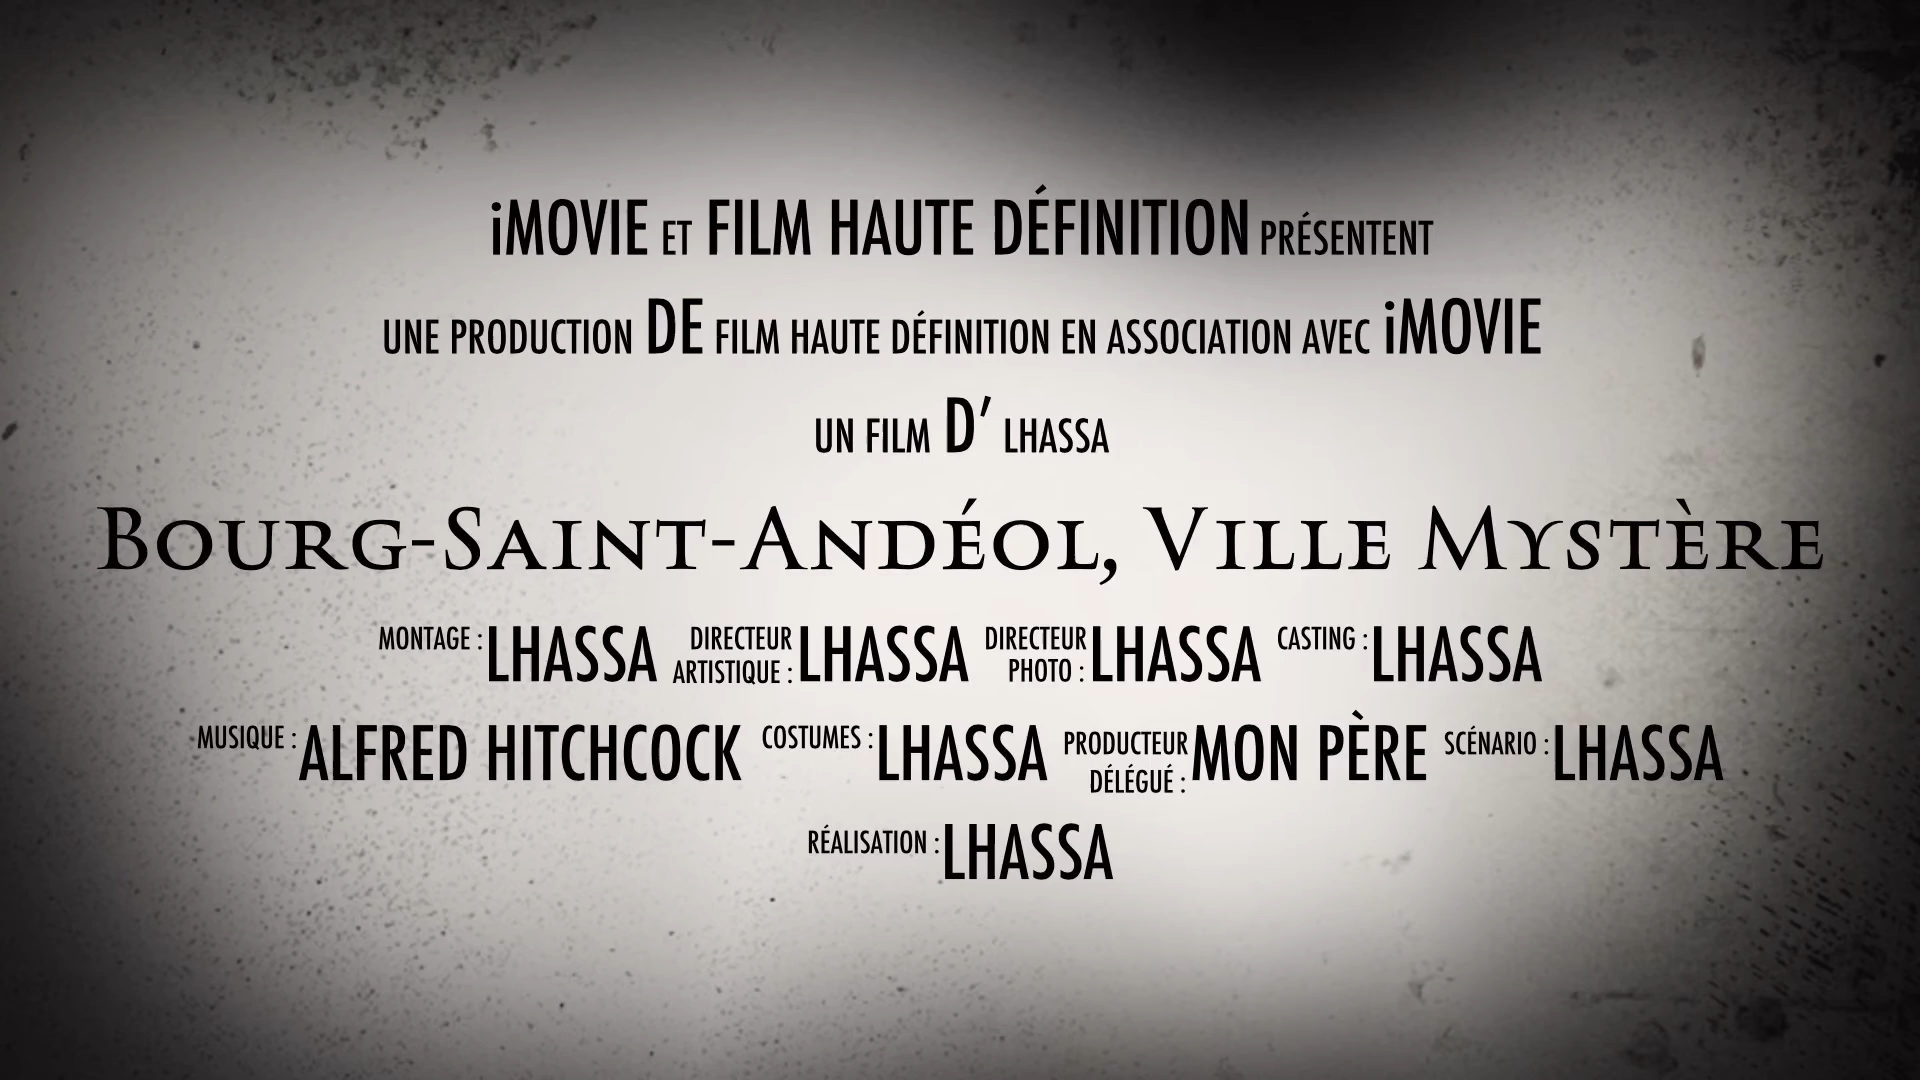 iMOVIE ET FILM HAUTE DÉFINITION PRÉSENTENT
UNE PRODUCTION DE FILM HAUTE DÉFINITION EN ASSOCIATION AVEC iMOVIE
UN FILM D' LHASSA
BOURG-SAINT-ANDÉOL, VILLE MYSTÈRE
MONTAGE : LHASSA DIRECTEUR ARTISTIQUE : LHASSA DIRECTEUR PHOTO : LHASSA CASTING : LHASSA
MUSIQUE : ALFRED HITCHCOCK COSTUMES : LHASSA PRODUCTEUR DÉLÉGUÉ : MON PÈRE SCÉNARIO : LHASSA
RÉALISATION : LHASSA